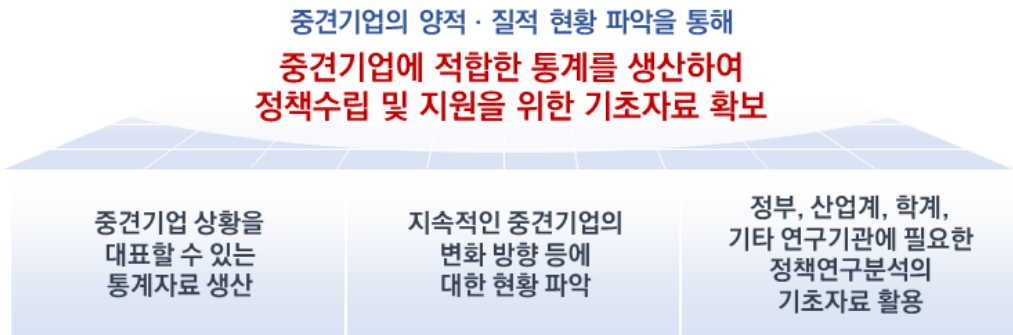 중견기업의 양적 · 질적 현황 파악을 통해
중견기업에 적합한 통계를 생산하여
정책수립 및 지원을 위한 기초자료 확보
중견기업 상황을
대표할 수 있는
통계자료 생산
지속적인 중견기업의
변화 방향 등에
대한 현황 파악
정부, 산업계, 학계,
기타 연구기관에 필요한
정책연구분석의
기초자료 활용